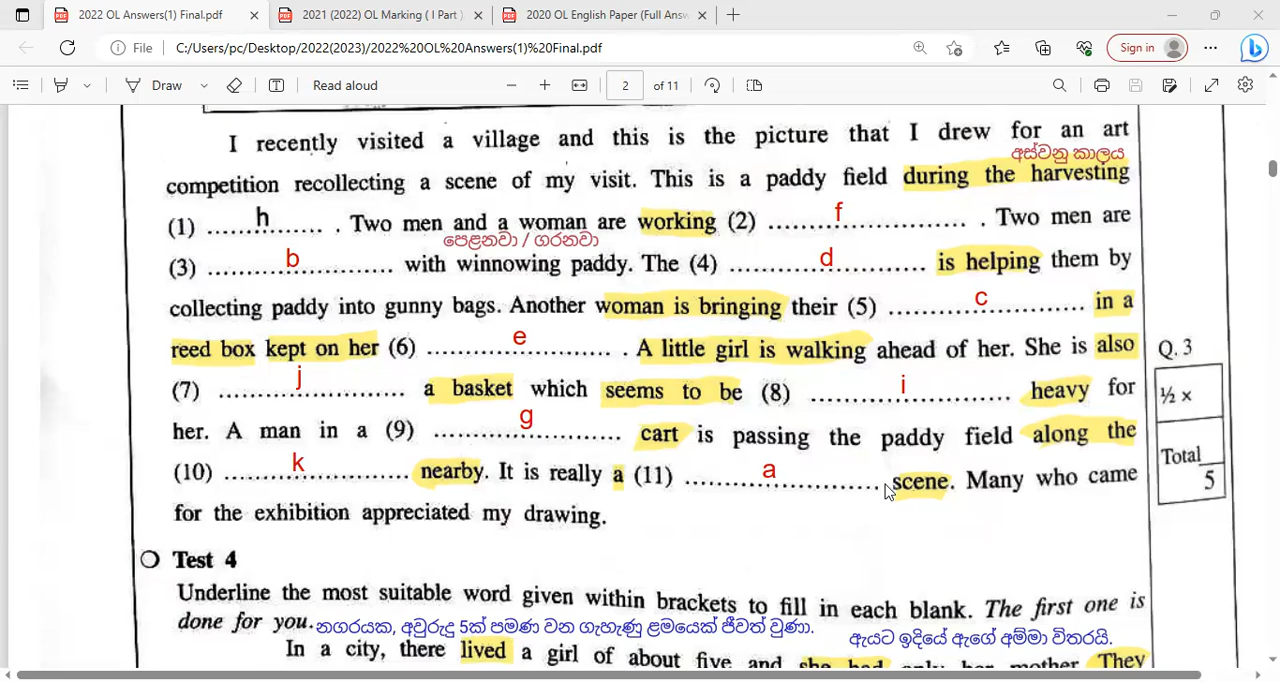 2022 OL Answers(1) Final.pdf
2021 (2022) OL Marking ( I Part )
2020 OL English Paper (Full Answ
File
C:/Users/pc/Desktop/2022(2023)/2022%20OL%20Answers(1)%20Final.pdf
Sign in
Draw
Read aloud
2 of 11
I recently visited a village and this is the picture that I drew for an art
අස්වනු කාලය
competition recollecting a scene of my visit. This is a paddy field during the harvesting
(1) ....h.... . Two men and a woman are working (2) ....f.... . Two men are
පෙළනවා / ගරනවා
(3) ....b.... with winnowing paddy. The (4) ....d.... is helping them by
collecting paddy into gunny bags. Another woman is bringing their (5) ....c.... in a
reed box kept on her (6) ....e.... . A little girl is walking ahead of her. She is also
(7) ....j.... a basket which seems to be (8) ....i.... heavy for
her. A man in a (9) ....g.... cart is passing the paddy field along the
(10) ....k.... nearby. It is really a (11) ....a.... scene. Many who came
for the exhibition appreciated my drawing.
Q. 3
½ ×
Total
5
Test 4
Underline the most suitable word given within brackets to fill in each blank. The first one is
done for you. නගරයක, අවුරුදු 5ක් පමණ වන ගැහැණු ළමයෙක් ජීවත් වුණා. ඇයට ඉදියේ ඇගේ අම්මා විතරයි.
In a city, there lived a girl of about five and she had only her mother. They